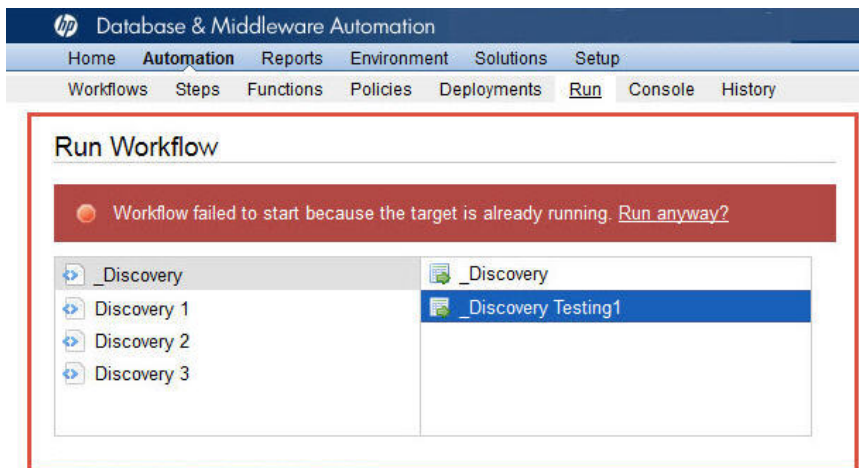 hp Database & Middleware Automation
Home Automation Reports Environment Solutions Setup
Workflows Steps Functions Policies Deployments Run Console History
Run Workflow
Workflow failed to start because the target is already running. Run anyway?
_Discovery
Discovery 1
Discovery 2
Discovery 3
_Discovery
_Discovery Testing1